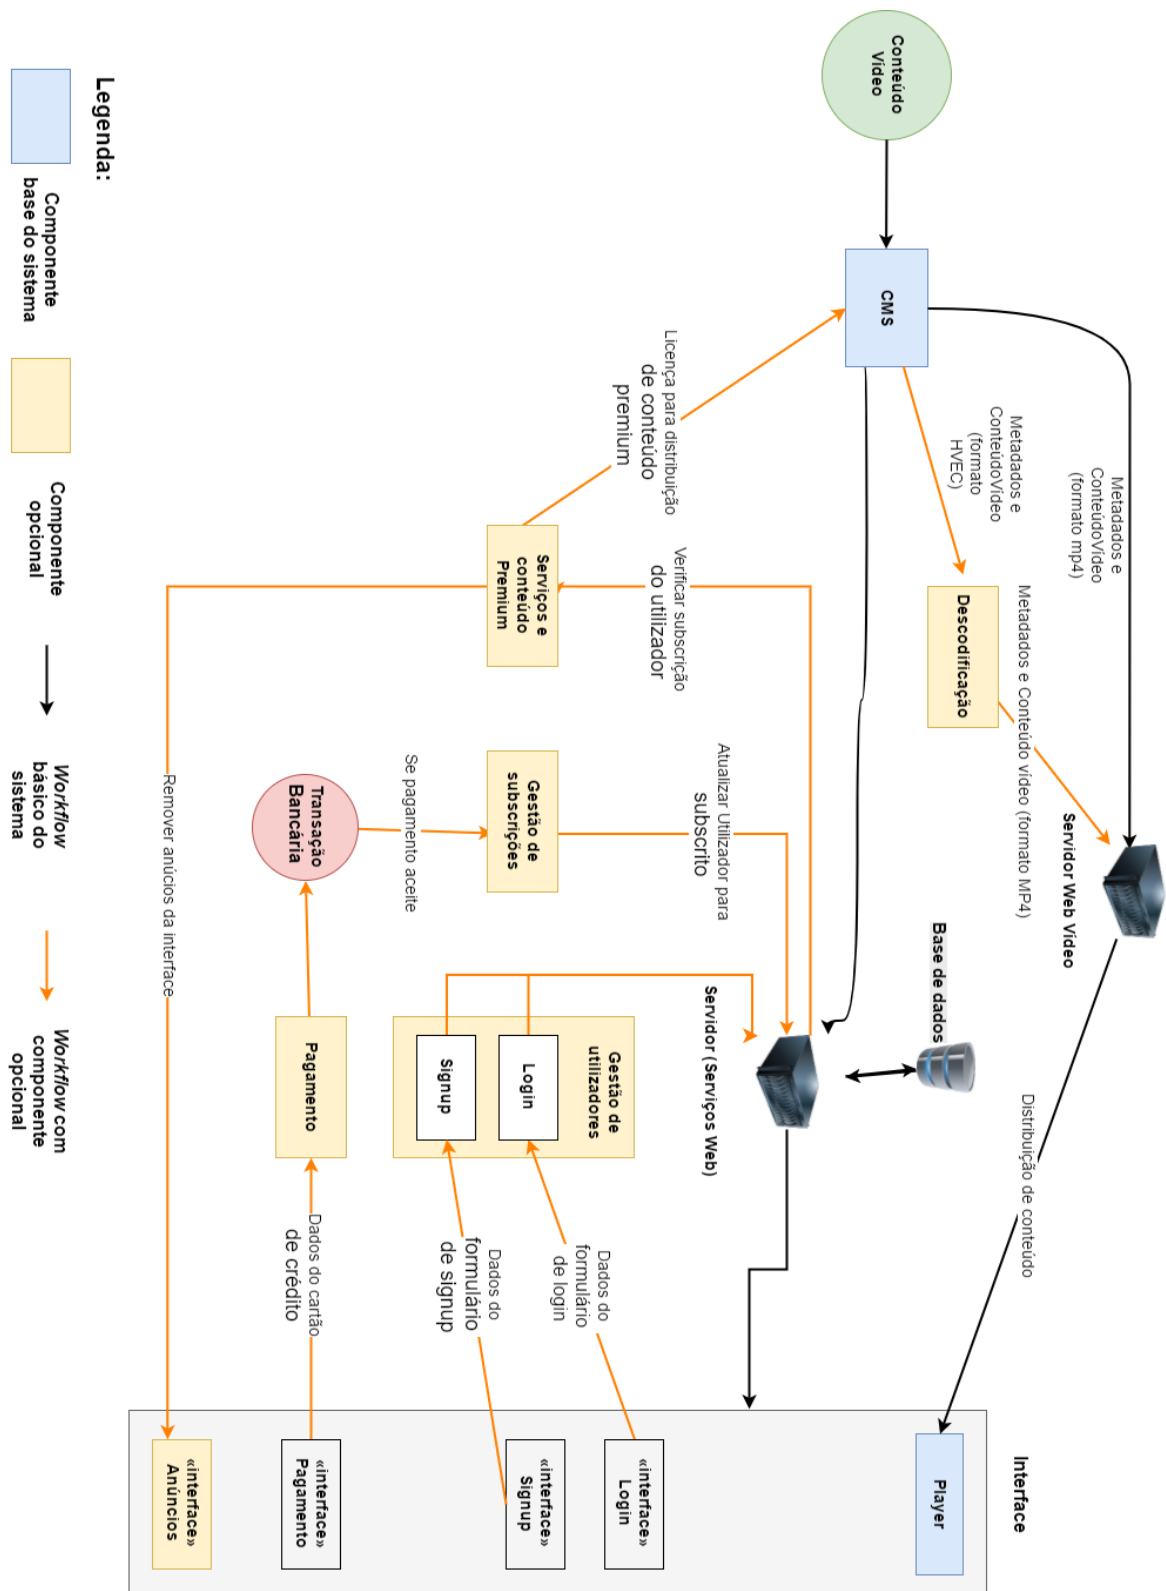 Conteúdo
Vídeo
CMS
Metadados e
ConteúdoVídeo
(formato mp4)
Metadados e
ConteúdoVídeo
(formato
HVEC)
Descodificação
Metadados e Conteúdo vídeo (formato MP4)
Servidor Web Vídeo
Distribuição de conteúdo
Licença para distribuição
de conteúdo
premium
Serviços e
conteúdo
Premium
Verificar subscrição
do utilizador
Gestão de
subscrições
Atualizar Utilizador para
subscrito
Transação
Bancária
Se pagamento aceite
Remover anúcios da interface
Base de dados
Servidor (Serviços Web)
Gestão de
utilizadores
Login
Signup
Pagamento
Dados do
formulário
de login
Dados do
formulário
de signup
Dados do cartão
de crédito
Interface
Player
«interface»
Login
«interface»
Signup
«interface»
Pagamento
«interface»
Anúncios
Legenda:
Componente
base do sistema
Componente
opcional
Workflow
básico do
sistema
Workflow com
componente
opcional